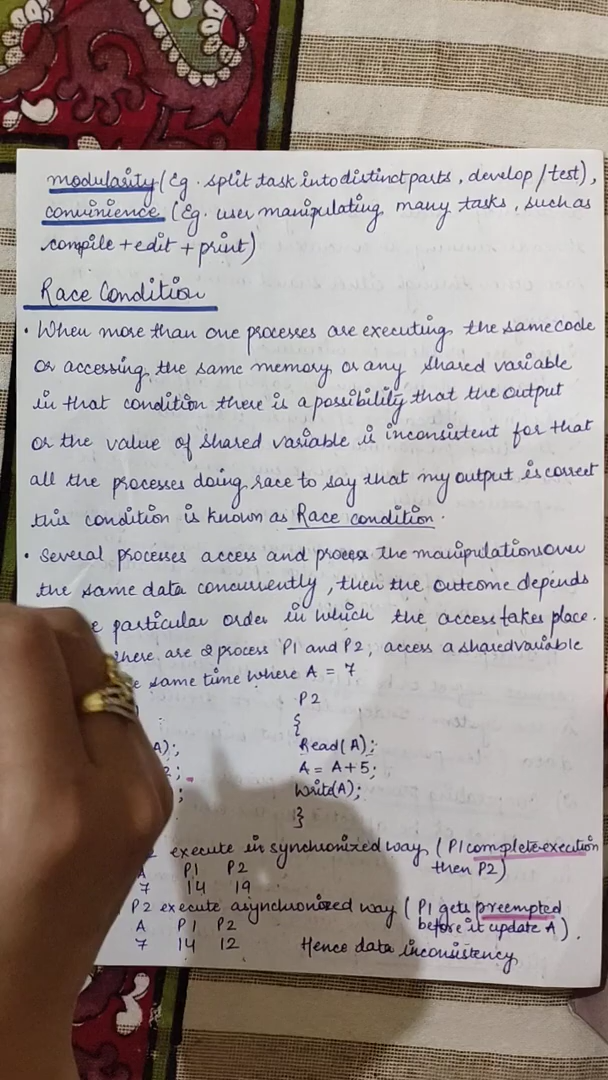 modularity (Eg. split task into distinct parts, develop/test),
convinience (Eg. user manipulating many tasks, such as
compile + edit + print)
Race Condition
• When more than one processes are executing the same code
or accessing the same memory or any shared variable
in that condition there is a possibility that the output
or the value of shared variable is inconsistent for that
all the processes doing race to say that my output is correct
this condition is known as Race condition.
• Several processes access and process the manipulations over
the same data concurrently, then the outcome depends
particular order in which the access takes place.
there are 2 process P1 and P2, access a shared variable
same time where A = 7
P2
{
A); Read(A);
2; A = A+5;
; Write(A);
}
execute in synchronized way (P1 complete execution
then P2)
A P1 P2
7 14 19
P2 execute asynchronized way (P1 gets preempted
before it update A).
A P1 P2
7 14 12 Hence data inconsistency